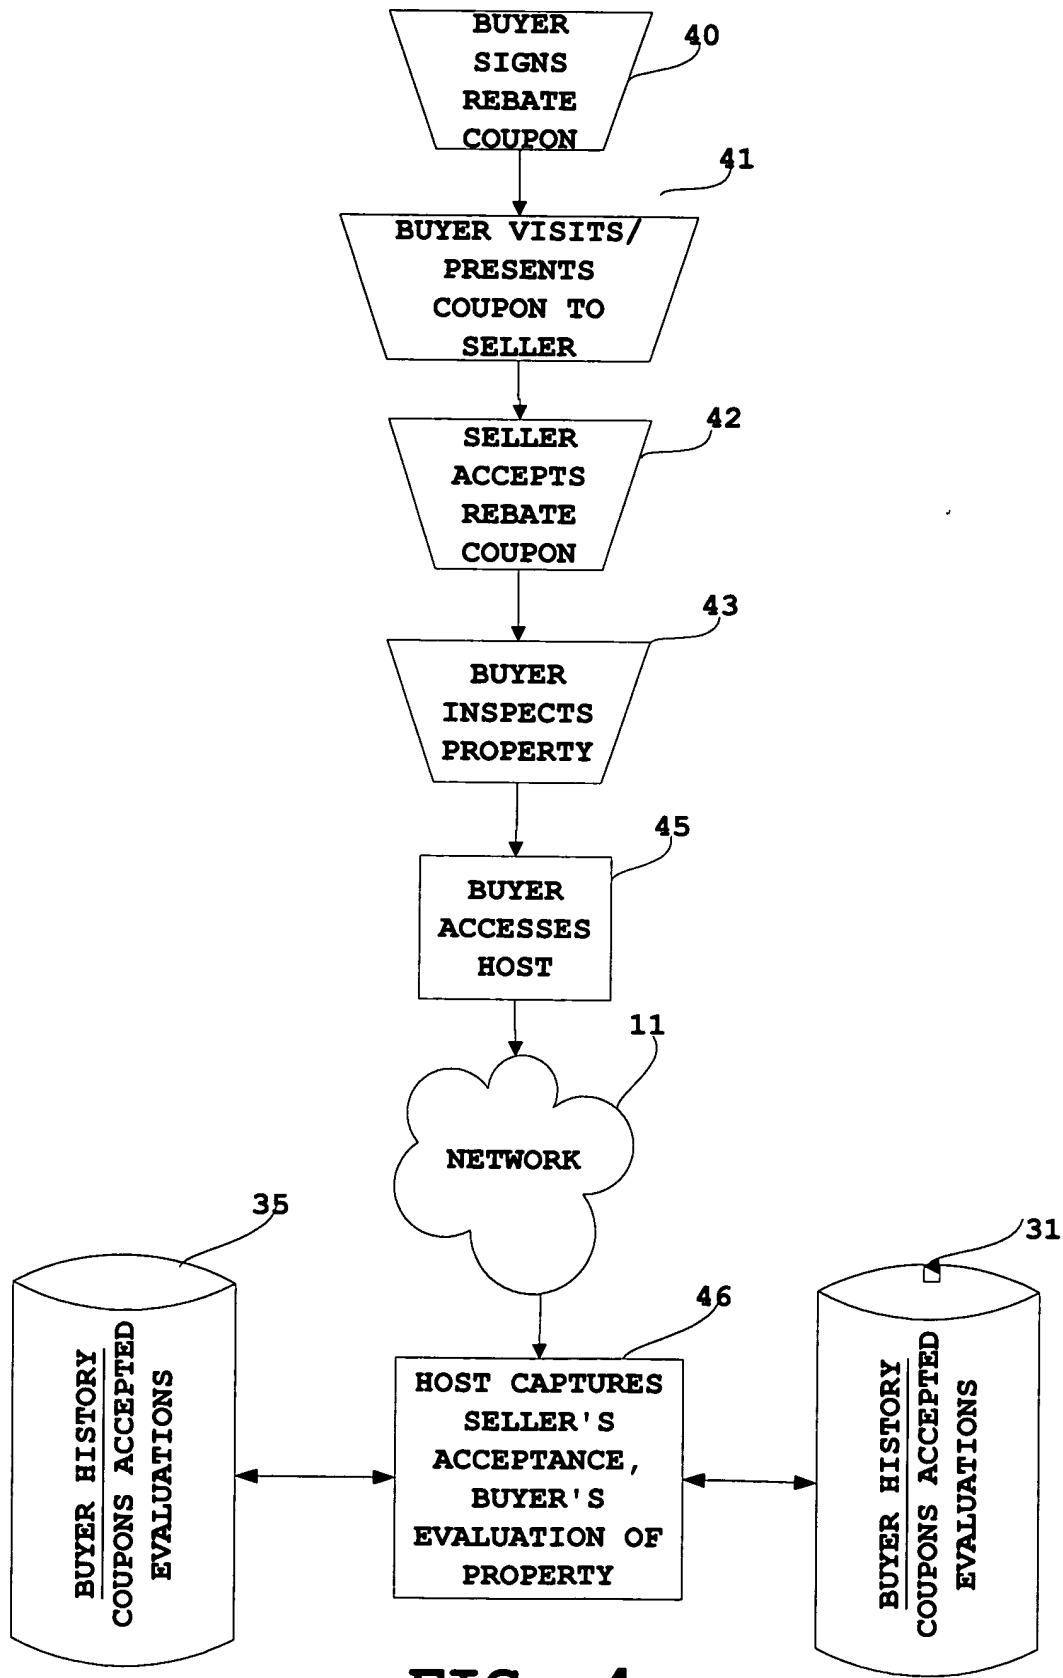 BUYER
SIGNS
REBATE
COUPON
40
41
BUYER VISITS/
PRESENTS
COUPON TO
SELLER
42
SELLER
ACCEPTS
REBATE
COUPON
43
BUYER
INSPECTS
PROPERTY
45
BUYER
ACCESSES
HOST
11
NETWORK
35
BUYER HISTORY
COUPONS ACCEPTED
EVALUATIONS
46
HOST CAPTURES
SELLER'S
ACCEPTANCE,
BUYER'S
EVALUATION OF
PROPERTY
31
BUYER HISTORY
COUPONS ACCEPTED
EVALUATIONS
FIG. 4